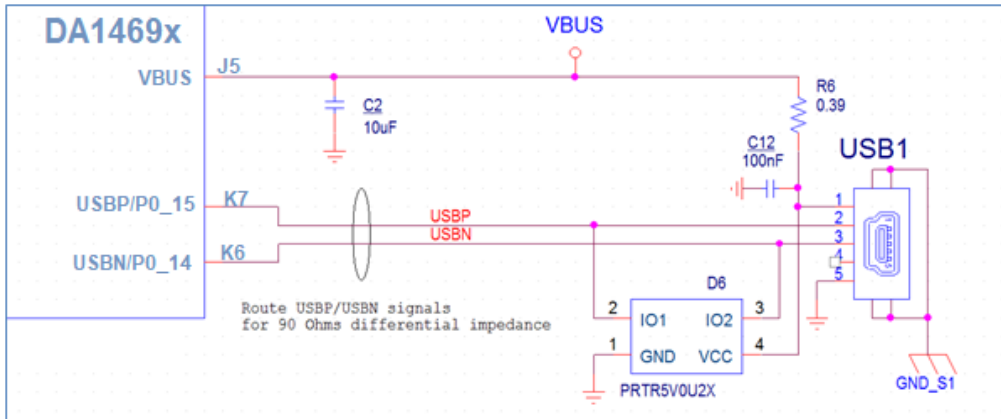 DA1469x
VBUS
VBUS
J5
R6
0.39
C2
10uF
C12
100nF
USB1
USBP/P0_15
K7
USBP
1
2
USBN
3
4
5
USBN/P0_14
K6
Route USBP/USBN signals
for 90 Ohms differential impedance
D6
2
IO1
IO2
3
1
GND
VCC
4
PRTR5V0U2X
GND_S1